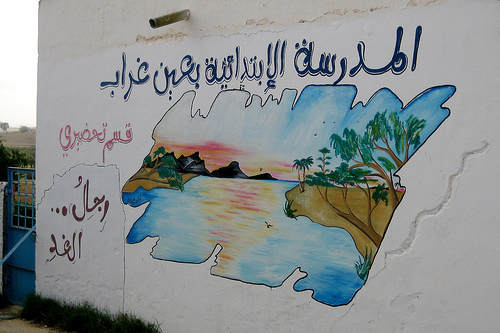 المدرسة الإبتدائية بعين غراب
قسم تحضيري
رجال...
الغد